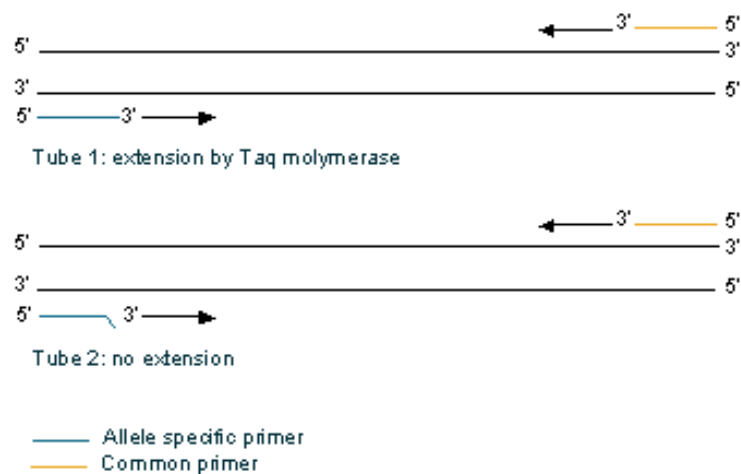 3' 5'
5' 3'
3' 5'
5' 3'
Tube 1: extension by Taq molymerase
3' 5'
5' 3'
3' 5'
5' 3'
Tube 2: no extension
Allele specific primer
Common primer